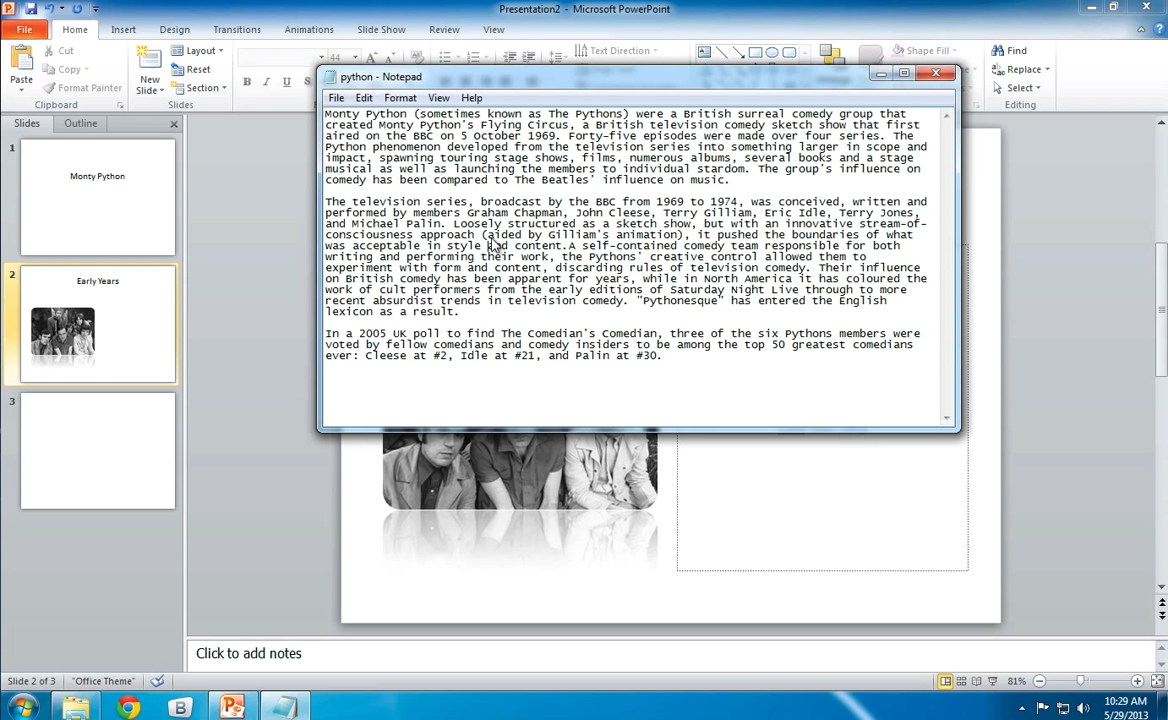 Presentation2 - Microsoft PowerPoint
File Home Insert Design Transitions Animations Slide Show Review View
Paste
Cut
Copy
Format Painter
Clipboard
New Slide
Layout
Reset
Section
Slides
44
B I U S
Text Direction
Shape Fill
Find
Replace
Select
Editing
Slides Outline
1
Monty Python
2
Early Years
3
python - Notepad
File Edit Format View Help
Monty Python (sometimes known as The Pythons) were a British surreal comedy group that
created Monty Python's Flying Circus, a British television comedy sketch show that first
aired on the BBC on 5 October 1969. Forty-five episodes were made over four series. The
Python phenomenon developed from the television series into something larger in scope and
impact, spawning touring stage shows, films, numerous albums, several books and a stage
musical as well as launching the members to individual stardom. The group's influence on
comedy has been compared to The Beatles' influence on music.
The television series, broadcast by the BBC from 1969 to 1974, was conceived, written and
performed by members Graham Chapman, John Cleese, Terry Gilliam, Eric Idle, Terry Jones,
and Michael Palin. Loosely structured as a sketch show, but with an innovative stream-of-
consciousness approach (aided by Gilliam's animation), it pushed the boundaries of what
was acceptable in style and content.A self-contained comedy team responsible for both
writing and performing their work, the Pythons' creative control allowed them to
experiment with form and content, discarding rules of television comedy. Their influence
on British comedy has been apparent for years, while in North America it has coloured the
work of cult performers from the early editions of Saturday Night Live through to more
recent absurdist trends in television comedy. "Pythonesque" has entered the English
lexicon as a result.
In a 2005 UK poll to find The Comedian's Comedian, three of the six Pythons members were
voted by fellow comedians and comedy insiders to be among the top 50 greatest comedians
ever: Cleese at #2, Idle at #21, and Palin at #30.
Click to add notes
Slide 2 of 3
"Office Theme"
81%
10:29 AM
5/29/2013